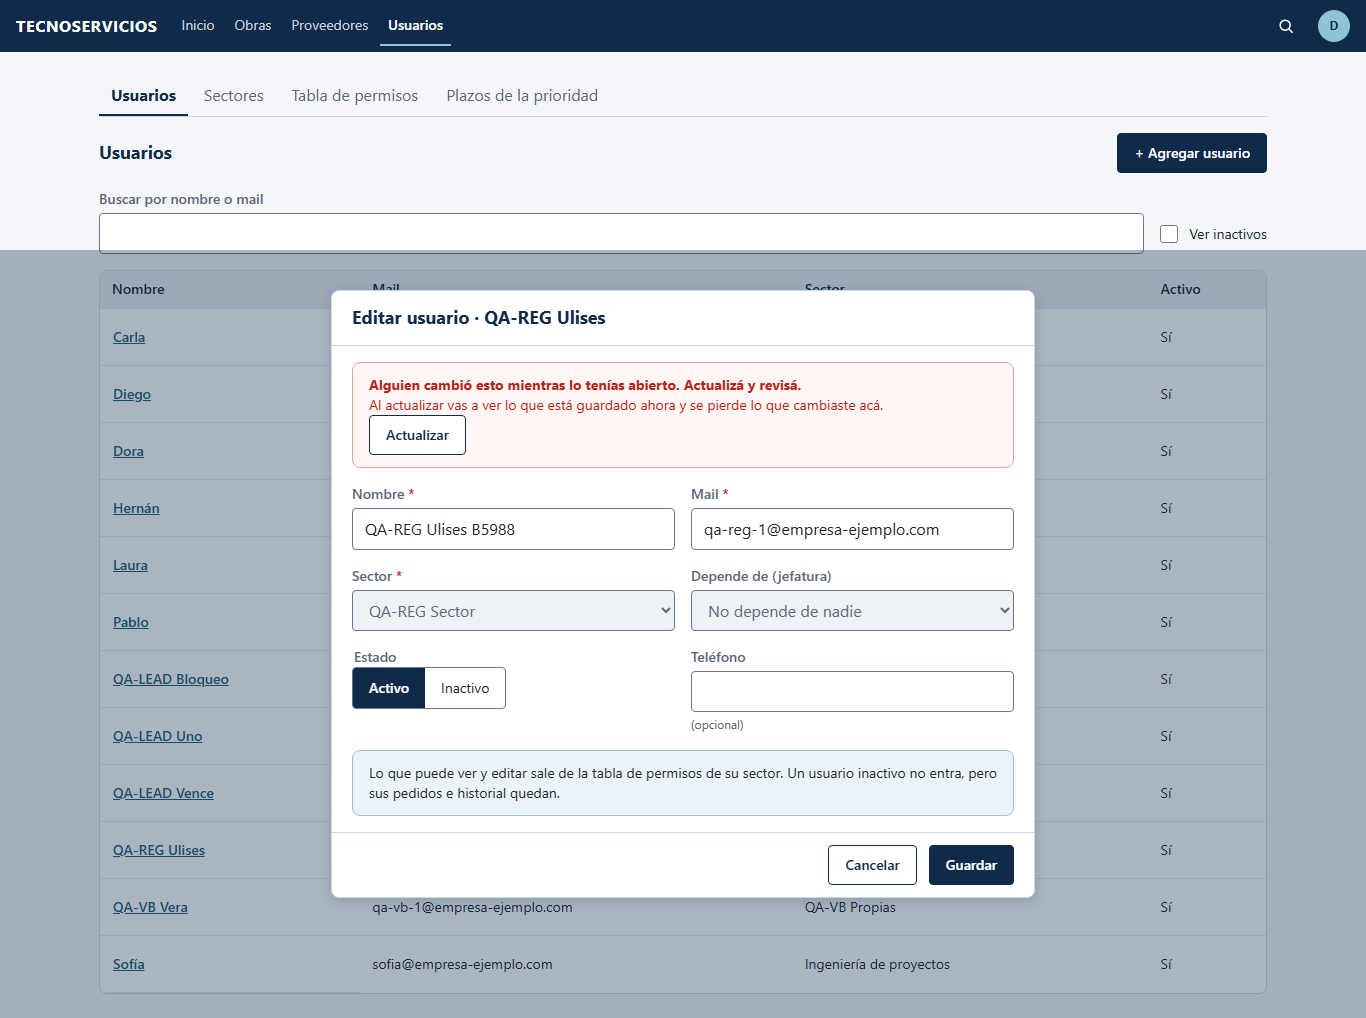 TECNOSERVICIOS Inicio Obras Proveedores Usuarios D
Usuarios Sectores Tabla de permisos Plazos de la prioridad
Usuarios
+ Agregar usuario
Buscar por nombre o mail
Ver inactivos
Nombre Mail Sector Activo
Carla Sí
Diego Sí
Dora Sí
Hernán Sí
Laura Sí
Pablo Sí
QA-LEAD Bloqueo Sí
QA-LEAD Uno Sí
QA-LEAD Vence Sí
QA-REG Ulises Sí
QA-VB Vera qa-vb-1@empresa-ejemplo.com QA-VB Propias Sí
Sofía sofia@empresa-ejemplo.com Ingeniería de proyectos Sí
Editar usuario · QA-REG Ulises
Alguien cambió esto mientras lo tenías abierto. Actualizá y revisá.
Al actualizar vas a ver lo que está guardado ahora y se pierde lo que cambiaste acá.
Actualizar
Nombre * Mail *
QA-REG Ulises B5988 qa-reg-1@empresa-ejemplo.com
Sector * Depende de (jefatura)
QA-REG Sector No depende de nadie
Estado Teléfono
Activo Inactivo
(opcional)
Lo que puede ver y editar sale de la tabla de permisos de su sector. Un usuario inactivo no entra, pero
sus pedidos e historial quedan.
Cancelar Guardar